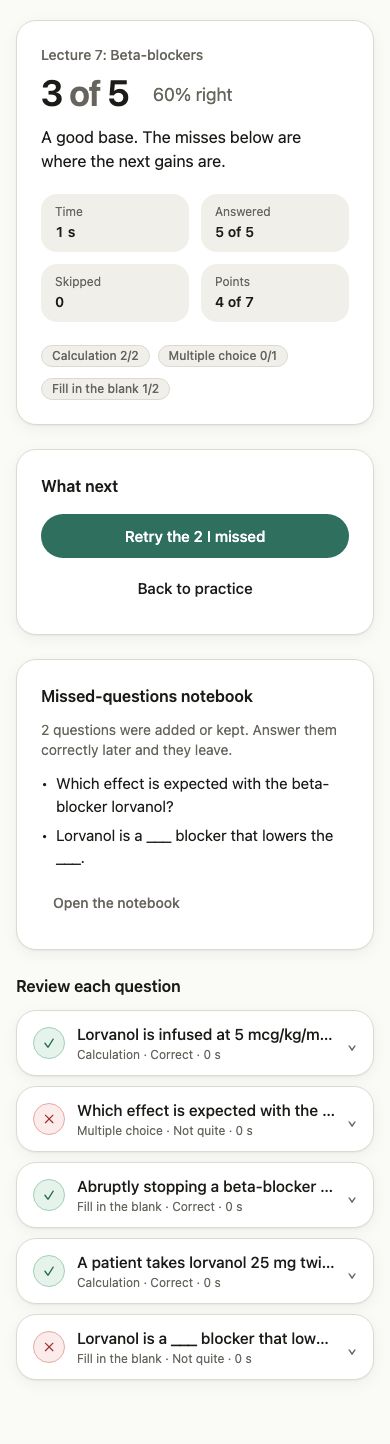 Lecture 7: Beta-blockers
3 of 5 60% right
A good base. The misses below are
where the next gains are.
Time
1 s
Answered
5 of 5
Skipped
0
Points
4 of 7
Calculation 2/2
Multiple choice 0/1
Fill in the blank 1/2
What next
Retry the 2 I missed
Back to practice
Missed-questions notebook
2 questions were added or kept. Answer them
correctly later and they leave.
• Which effect is expected with the beta-
blocker lorvanol?
• Lorvanol is a ___ blocker that lowers the
___.
Open the notebook
Review each question
Lorvanol is infused at 5 mcg/kg/m...
Calculation · Correct · 0 s
Which effect is expected with the ...
Multiple choice · Not quite · 0 s
Abruptly stopping a beta-blocker ...
Fill in the blank · Correct · 0 s
A patient takes lorvanol 25 mg twi...
Calculation · Correct · 0 s
Lorvanol is a ___ blocker that low...
Fill in the blank · Not quite · 0 s